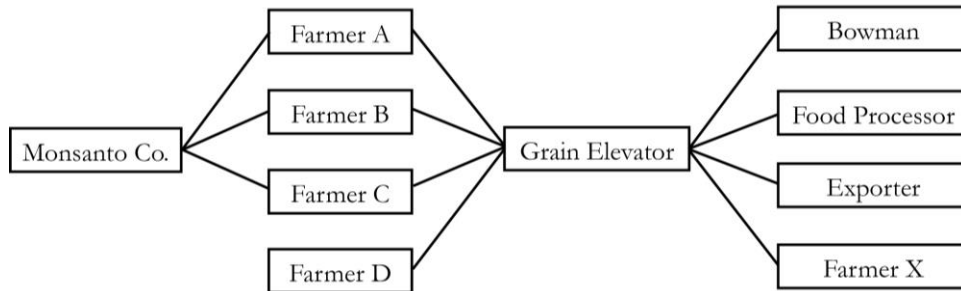 Monsanto Co.
Farmer A
Farmer B
Farmer C
Farmer D
Grain Elevator
Bowman
Food Processor
Exporter
Farmer X